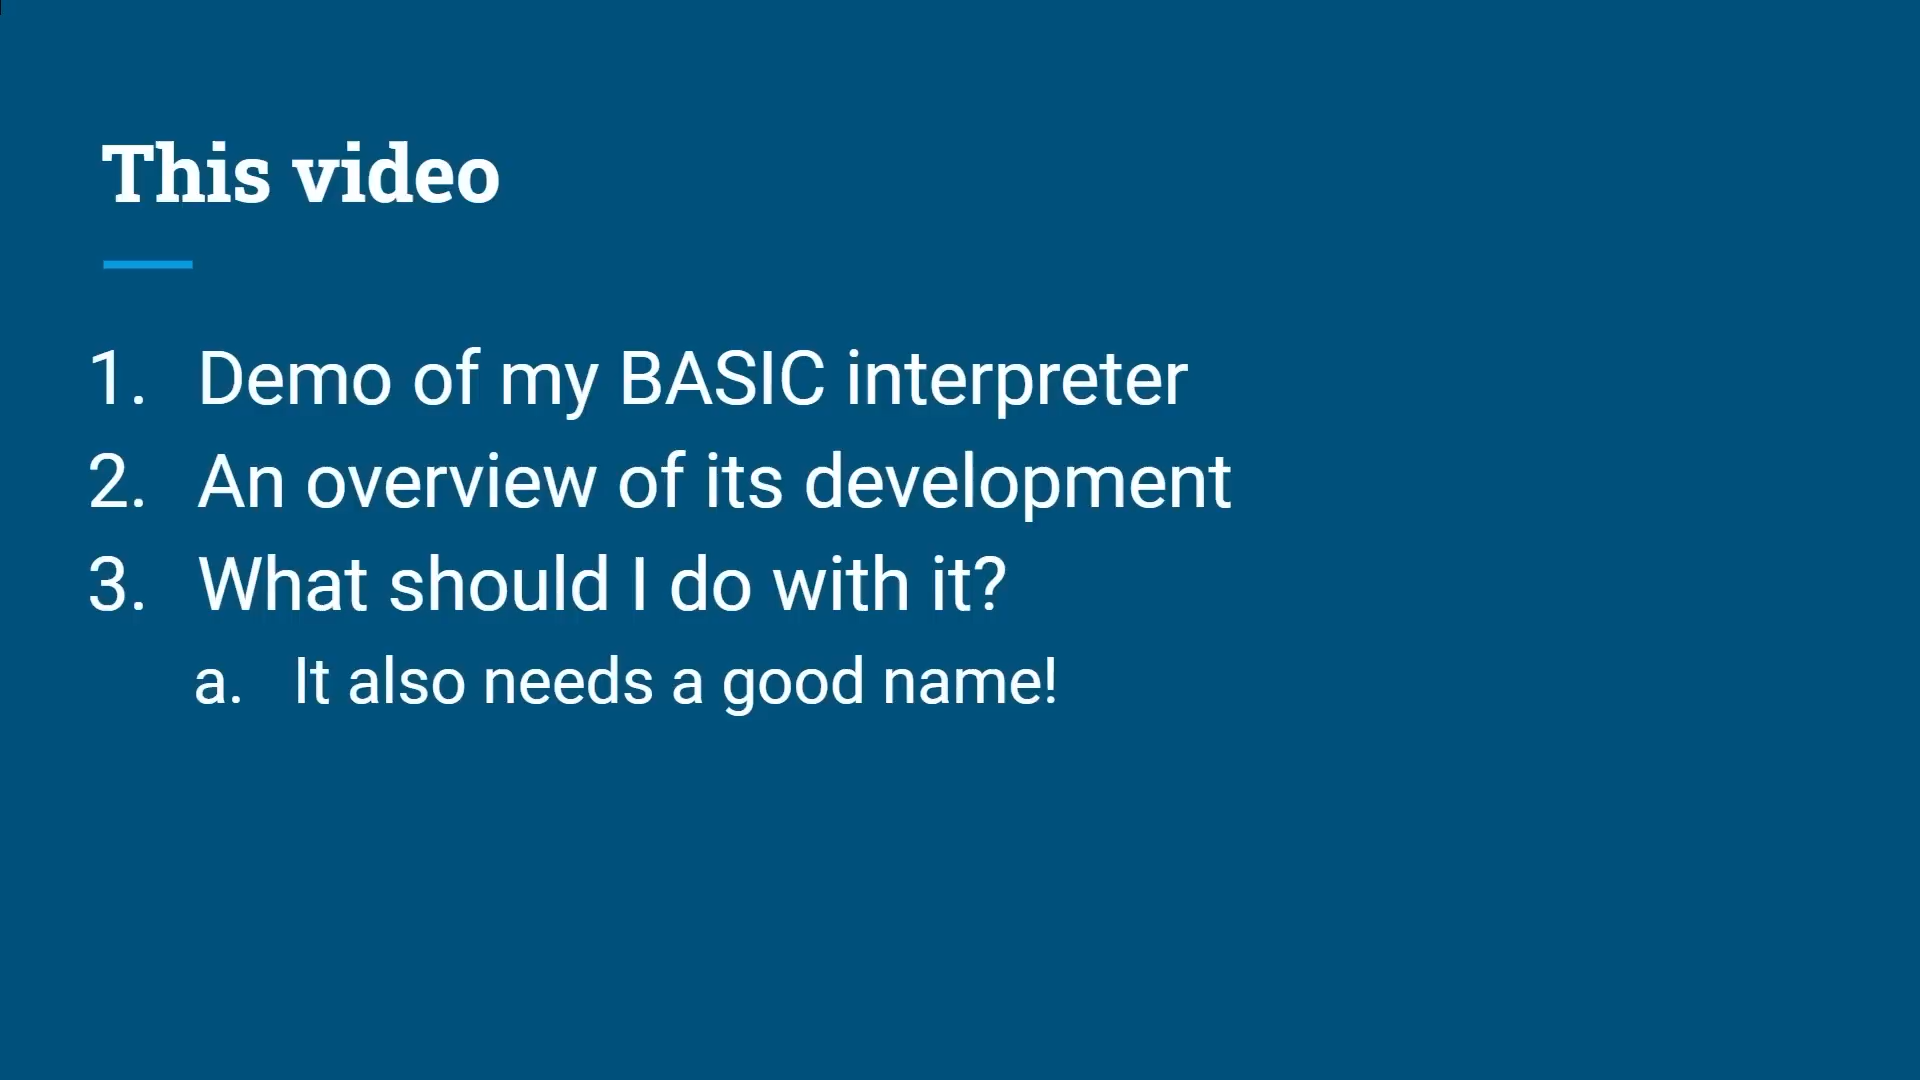 This video
1. Demo of my BASIC interpreter
2. An overview of its development
3. What should I do with it?
a. It also needs a good name!